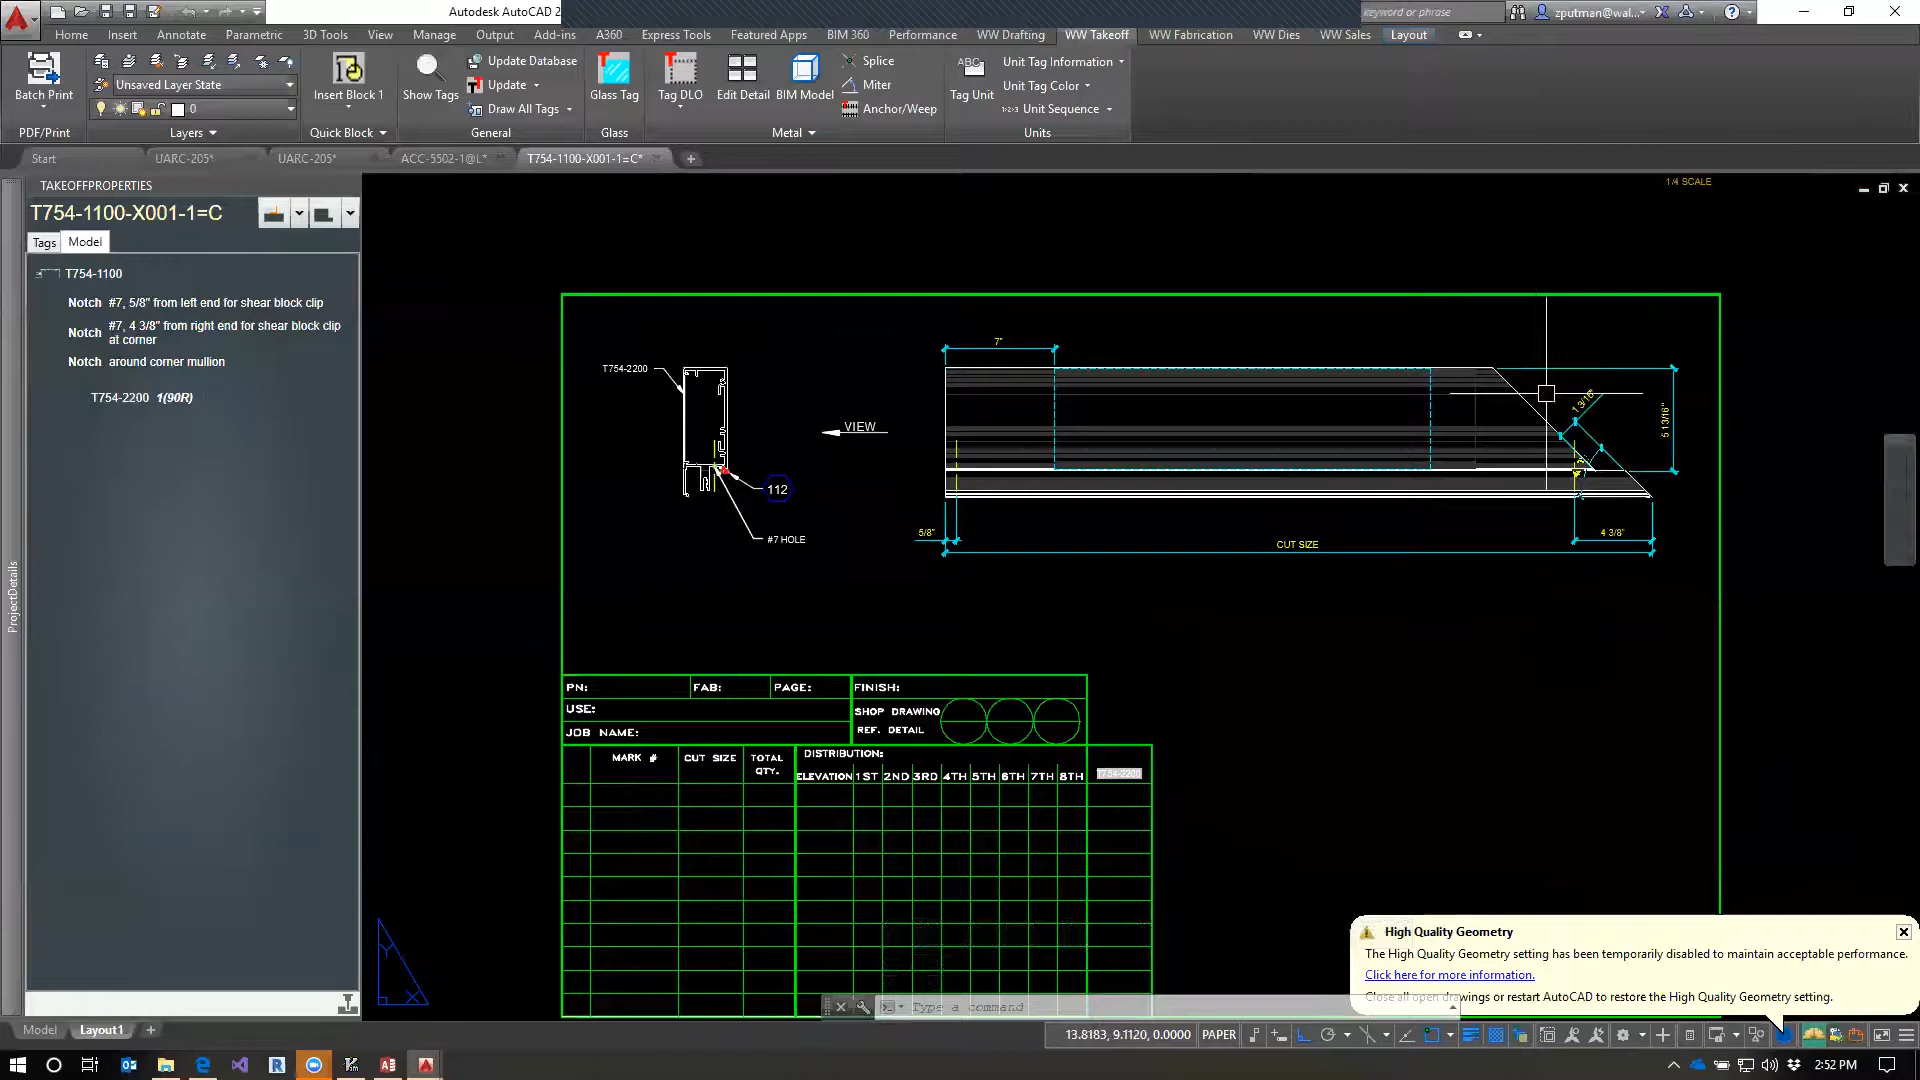 Autodesk AutoCAD 2
keyword or phrase
zputman@wal...
Home
Insert
Annotate
Parametric
3D Tools
View
Manage
Output
Add-ins
A360
Express Tools
Featured Apps
BIM 360
Performance
WW Drafting
WW Takeoff
WW Fabrication
WW Dies
WW Sales
Layout
Batch Print
PDF/Print
Unsaved Layer State
0
Layers
Insert Block 1
Quick Block
Show Tags
Update Database
Update
Draw All Tags
General
Glass Tag
Glass
Tag DLO
Edit Detail
BIM Model
Splice
Miter
Anchor/Weep
Metal
ABC
Tag Unit
Unit Tag Information
Unit Tag Color
Unit Sequence
Units
Start
UARC-205*
UARC-205*
ACC-5502-1@L*
T754-1100-X001-1=C*
TAKEOFFPROPERTIES
T754-1100-X001-1=C
Tags
Model
T754-1100
Notch #7, 5/8" from left end for shear block clip
Notch #7, 4 3/8" from right end for shear block clip
at corner
Notch around corner mullion
T754-2200 1(90R)
ProjectDetails
1/4 SCALE
T754-2200
VIEW
112
#7 HOLE
7"
1 3/16"
5 13/16"
5/8"
CUT SIZE
4 3/8"
PN:
FAB:
PAGE:
FINISH:
USE:
SHOP DRAWING
REF. DETAIL
JOB NAME:
MARK #
CUT SIZE
TOTAL
QTY.
DISTRIBUTION:
ELEVATION 1ST 2ND 3RD 4TH 5TH 6TH 7TH 8TH
T754-2200
Y
X
High Quality Geometry
The High Quality Geometry setting has been temporarily disabled to maintain acceptable performance.
Click here for more information.
Close all open drawings or restart AutoCAD to restore the High Quality Geometry setting.
Type a command
Model
Layout1
13.8183, 9.1120, 0.0000
PAPER
2:52 PM